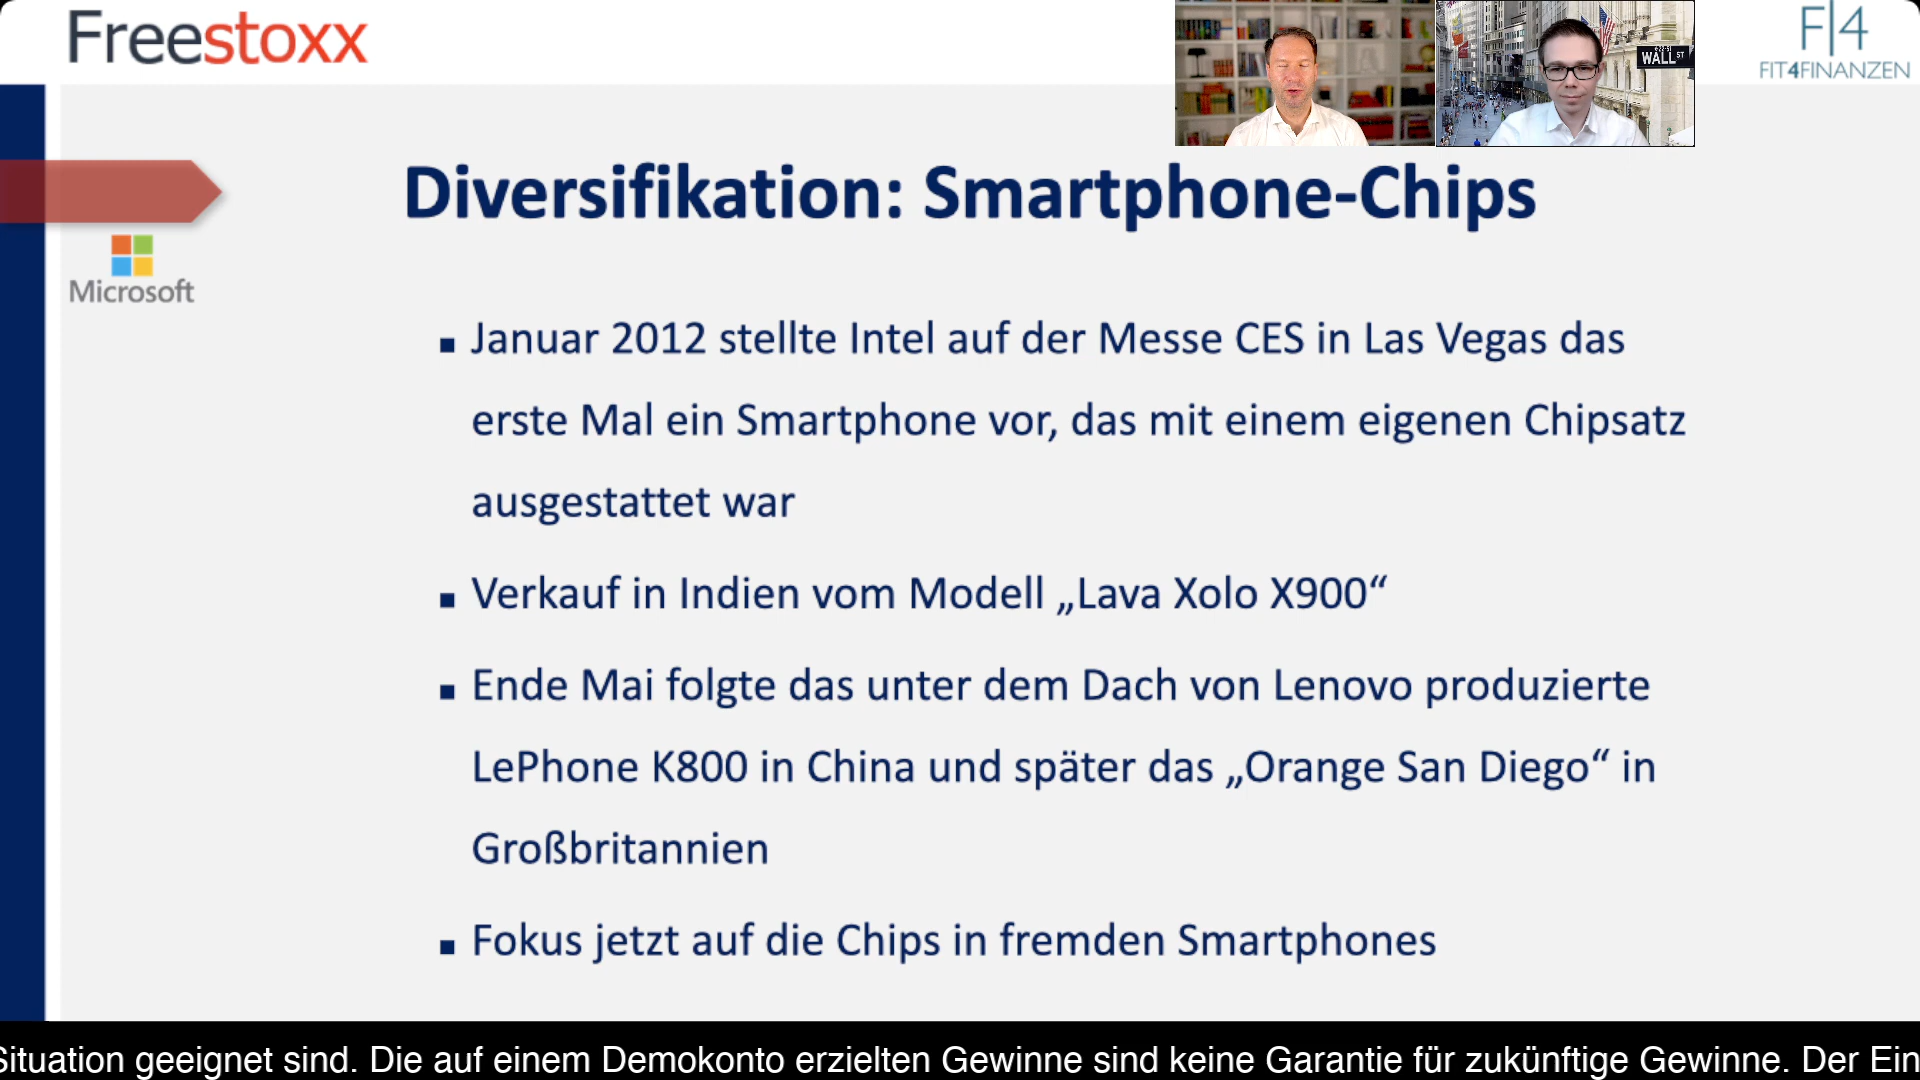 Freestoxx
WALL ST
F|4
FIT4FINANZEN
Diversifikation: Smartphone-Chips
Microsoft
▪ Januar 2012 stellte Intel auf der Messe CES in Las Vegas das
erste Mal ein Smartphone vor, das mit einem eigenen Chipsatz
ausgestattet war
▪ Verkauf in Indien vom Modell „Lava Xolo X900“
▪ Ende Mai folgte das unter dem Dach von Lenovo produzierte
LePhone K800 in China und später das „Orange San Diego“ in
Großbritannien
▪ Fokus jetzt auf die Chips in fremden Smartphones
Situation geeignet sind. Die auf einem Demokonto erzielten Gewinne sind keine Garantie für zukünftige Gewinne. Der Ein